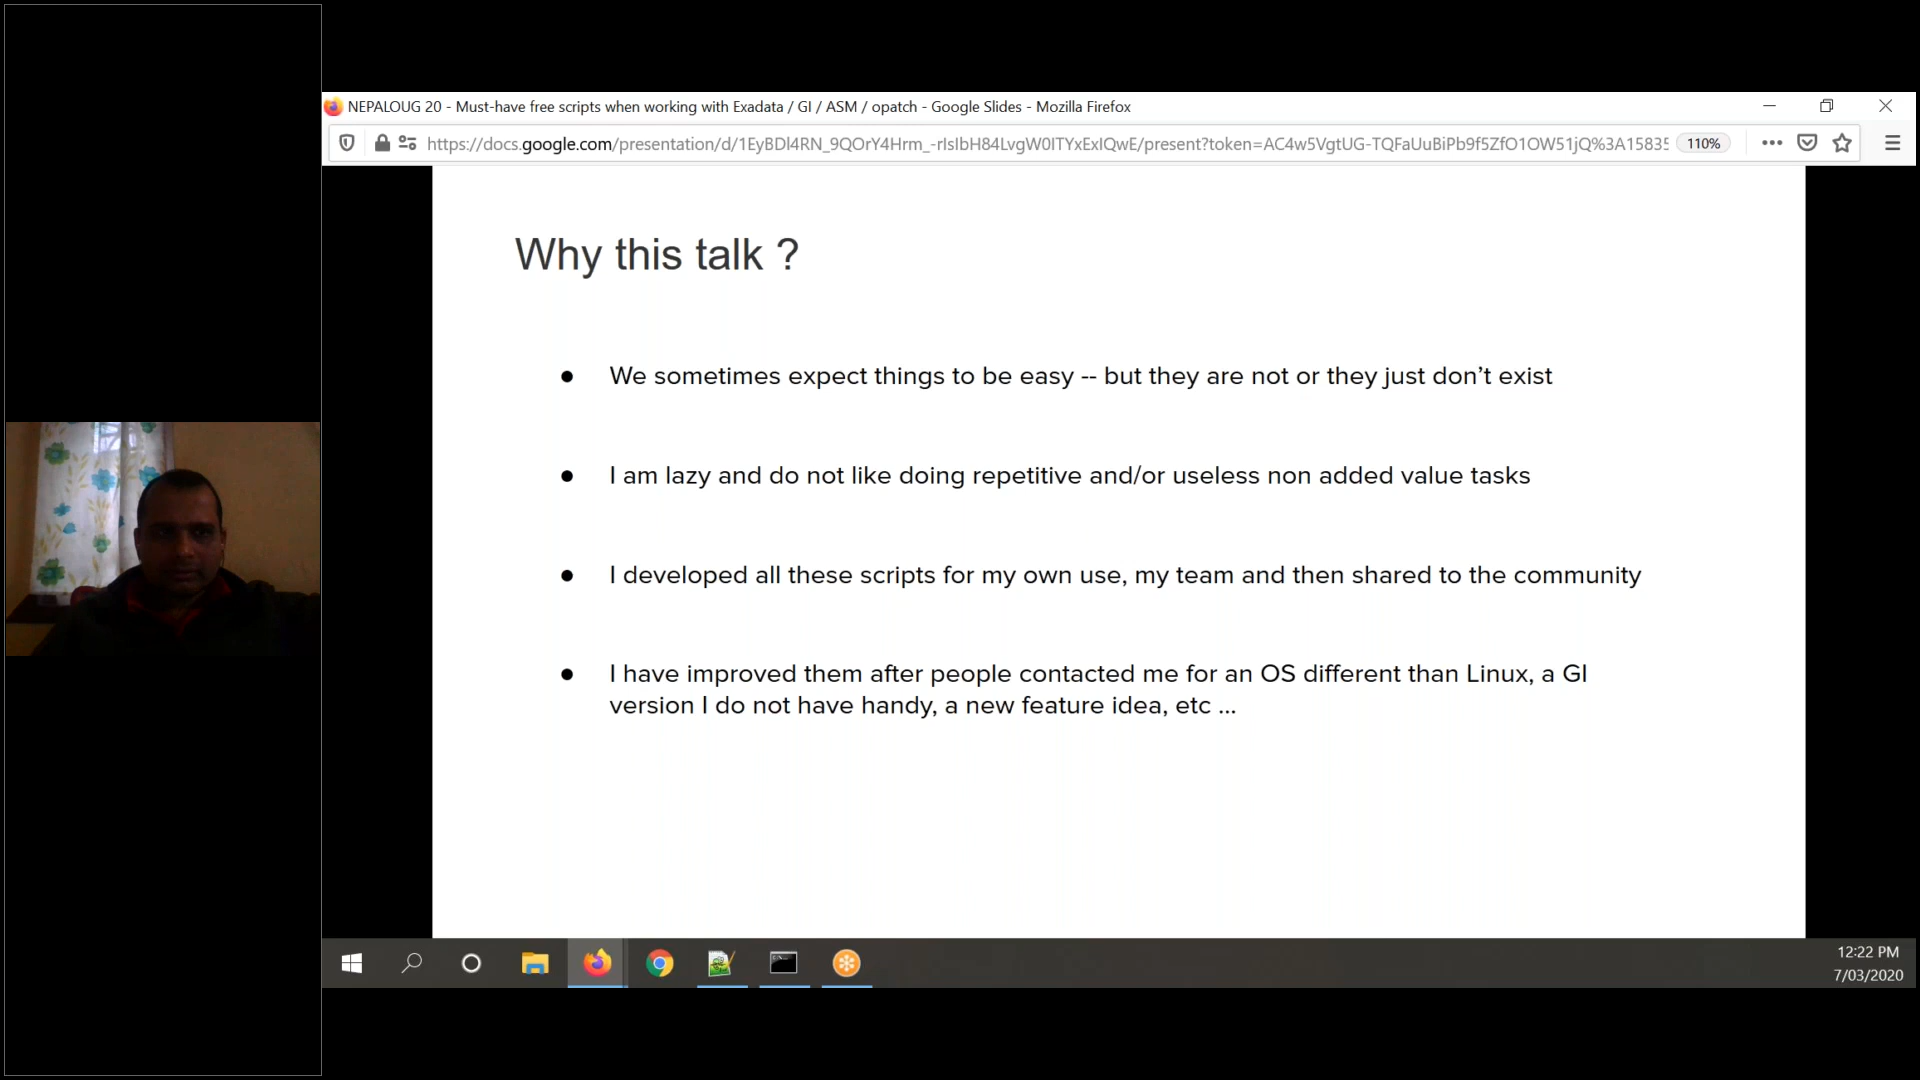 NEPALOUG 20 - Must-have free scripts when working with Exadata / GI / ASM / opatch - Google Slides - Mozilla Firefox
https://docs.google.com/presentation/d/1EyBDl4RN_9QOrY4Hrm_-rIsIbH84LvgW0ITYxExIQwE/present?token=AC4w5VgtUG-TQFaUuBiPb9f5ZfO1OW51jQ%3A15835
110%
Why this talk ?
● We sometimes expect things to be easy -- but they are not or they just don’t exist
● I am lazy and do not like doing repetitive and/or useless non added value tasks
● I developed all these scripts for my own use, my team and then shared to the community
● I have improved them after people contacted me for an OS different than Linux, a GI
version I do not have handy, a new feature idea, etc ...
12:22 PM
7/03/2020